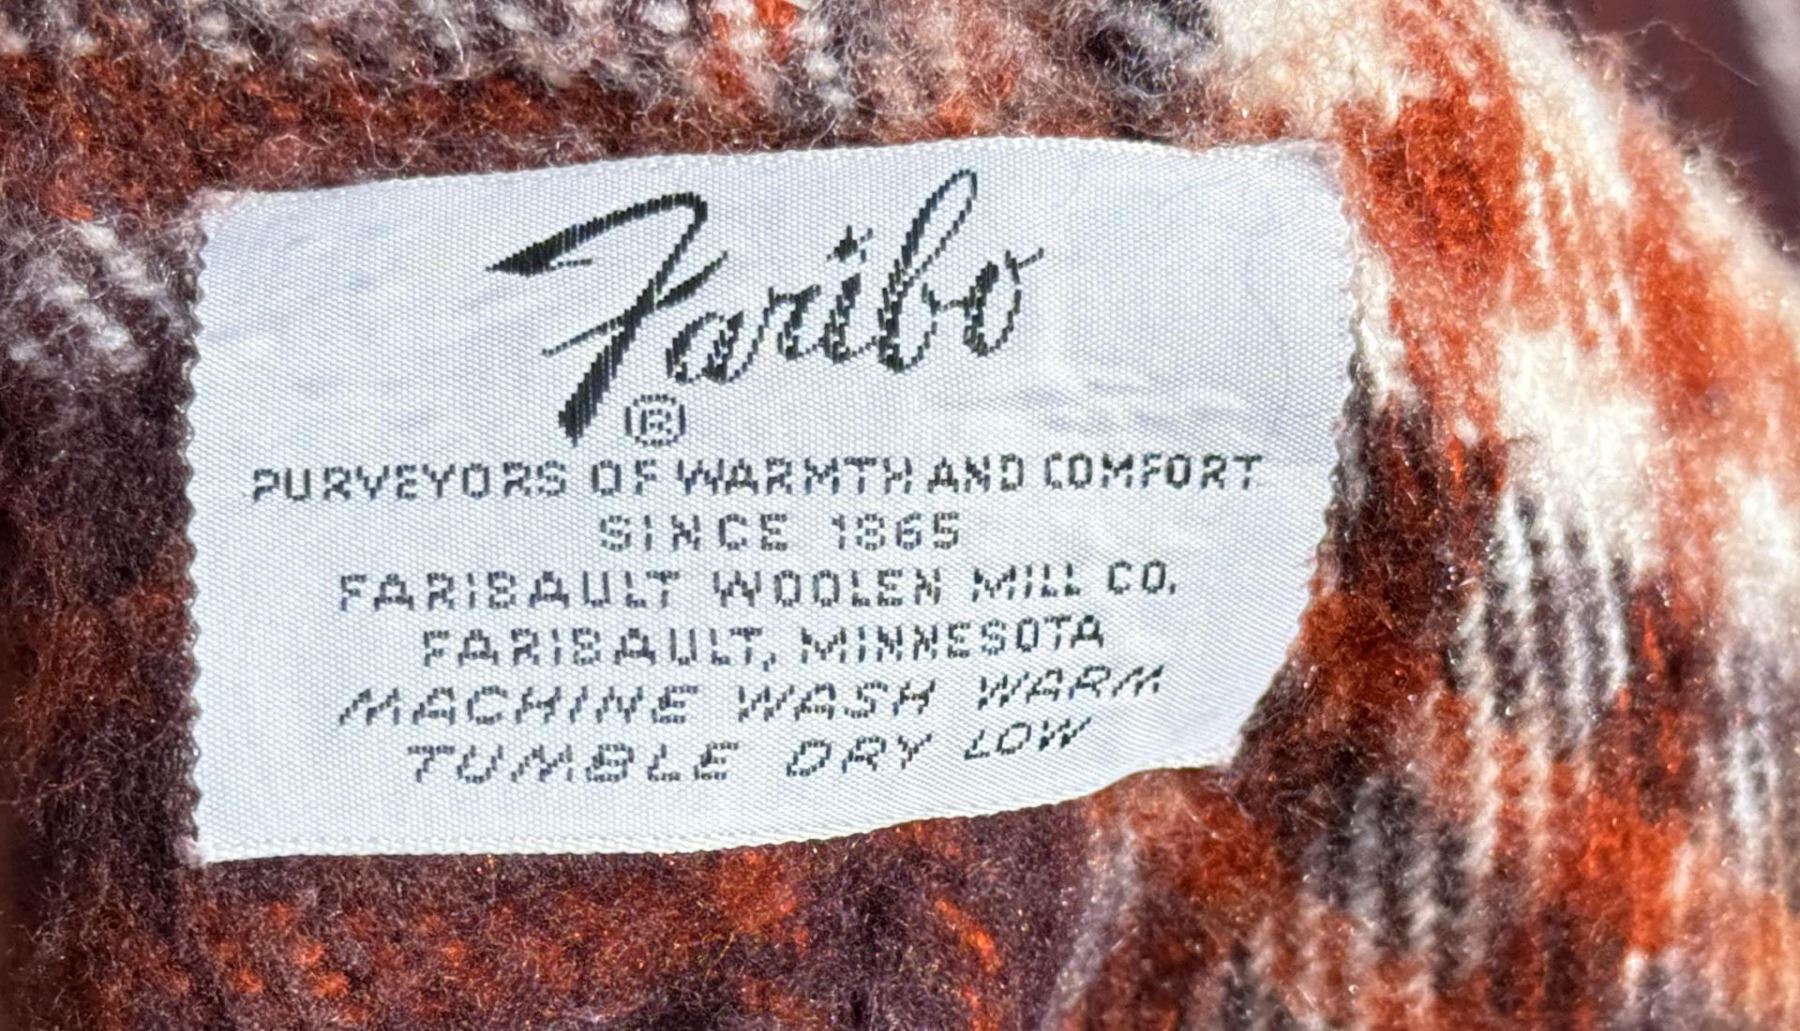 Faribo
®
PURVEYORS OF WARMTH AND COMFORT
SINCE 1865
FARIBAULT WOOLEN MILL CO.
FARIBAULT, MINNESOTA
MACHINE WASH WARM
TUMBLE DRY LOW